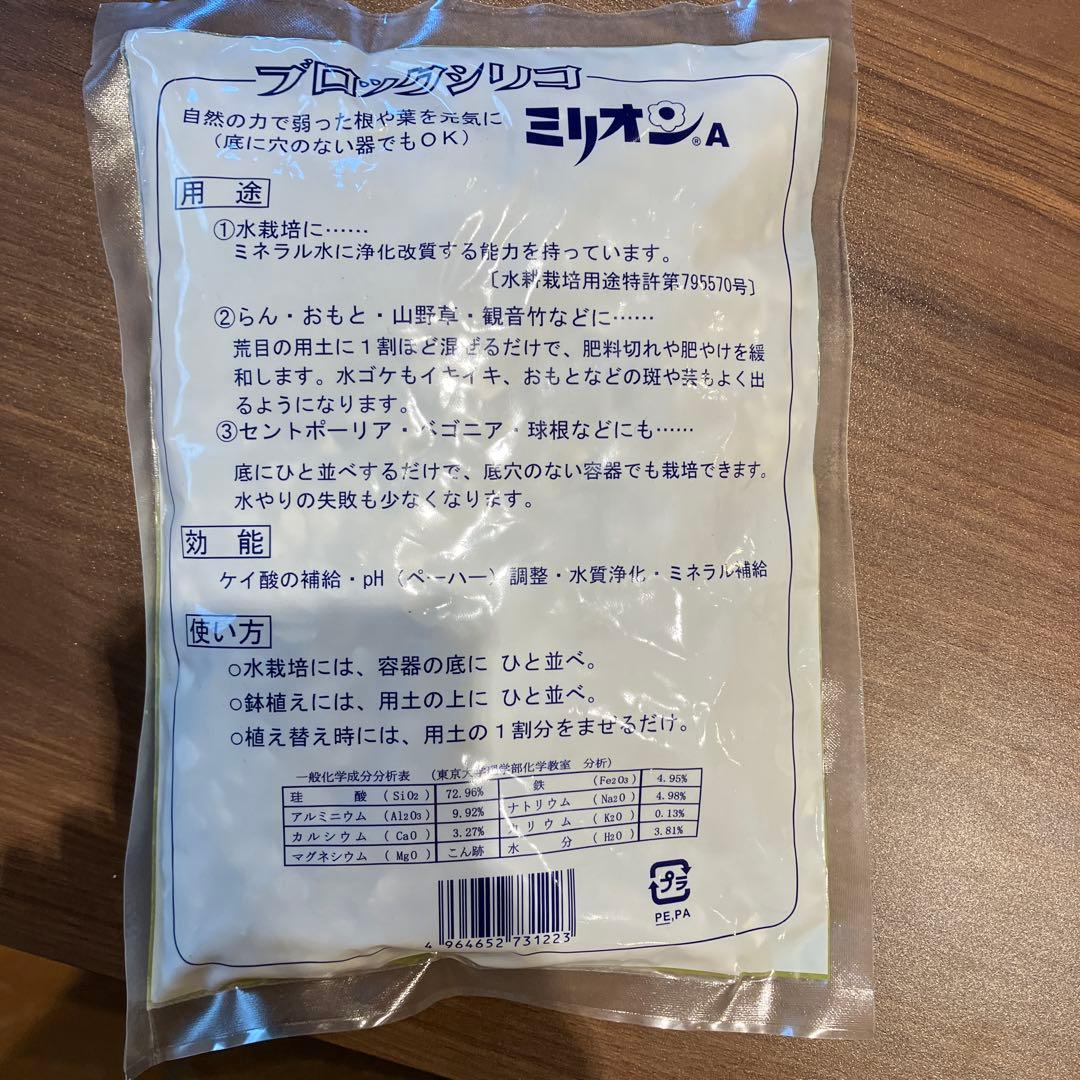 ブロックシリコ
自然の力で弱った根や葉を元気に
(底に穴のない器でもOK)
ミリオン®A
用 途
①水栽培に……
ミネラル水に浄化改質する能力を持っています。
〔水耕栽培用途特許第795570号〕
②らん・おもと・山野草・観音竹などに……
荒目の用土に1割ほど混ぜるだけで、肥料切れや肥やけを緩
和します。水ゴケもイキイキ、おもとなどの斑や芸もよく出
るようになります。
③セントポーリア・ベゴニア・球根などにも……
底にひと並べするだけで、底穴のない容器でも栽培できます。
水やりの失敗も少なくなります。
効 能
ケイ酸の補給・pH(ペーハー)調整・水質浄化・ミネラル補給
使い方
○水栽培には、容器の底に ひと並べ。
○鉢植えには、用土の上に ひと並べ。
○植え替え時には、用土の1割分をまぜるだけ。
一般化学成分分析表 (東京大学理学部化学教室 分析)
珪 酸 (SiO₂) 72.96% 鉄 (Fe₂O₃) 4.95%
アルミニウム (Al₂O₃) 9.92% ナトリウム (Na₂O) 4.98%
カルシウム (CaO) 3.27% カリウム (K₂O) 0.13%
マグネシウム (MgO) こん跡 水 分 (H₂O) 3.81%
プラ
PE,PA
4 964652 731223